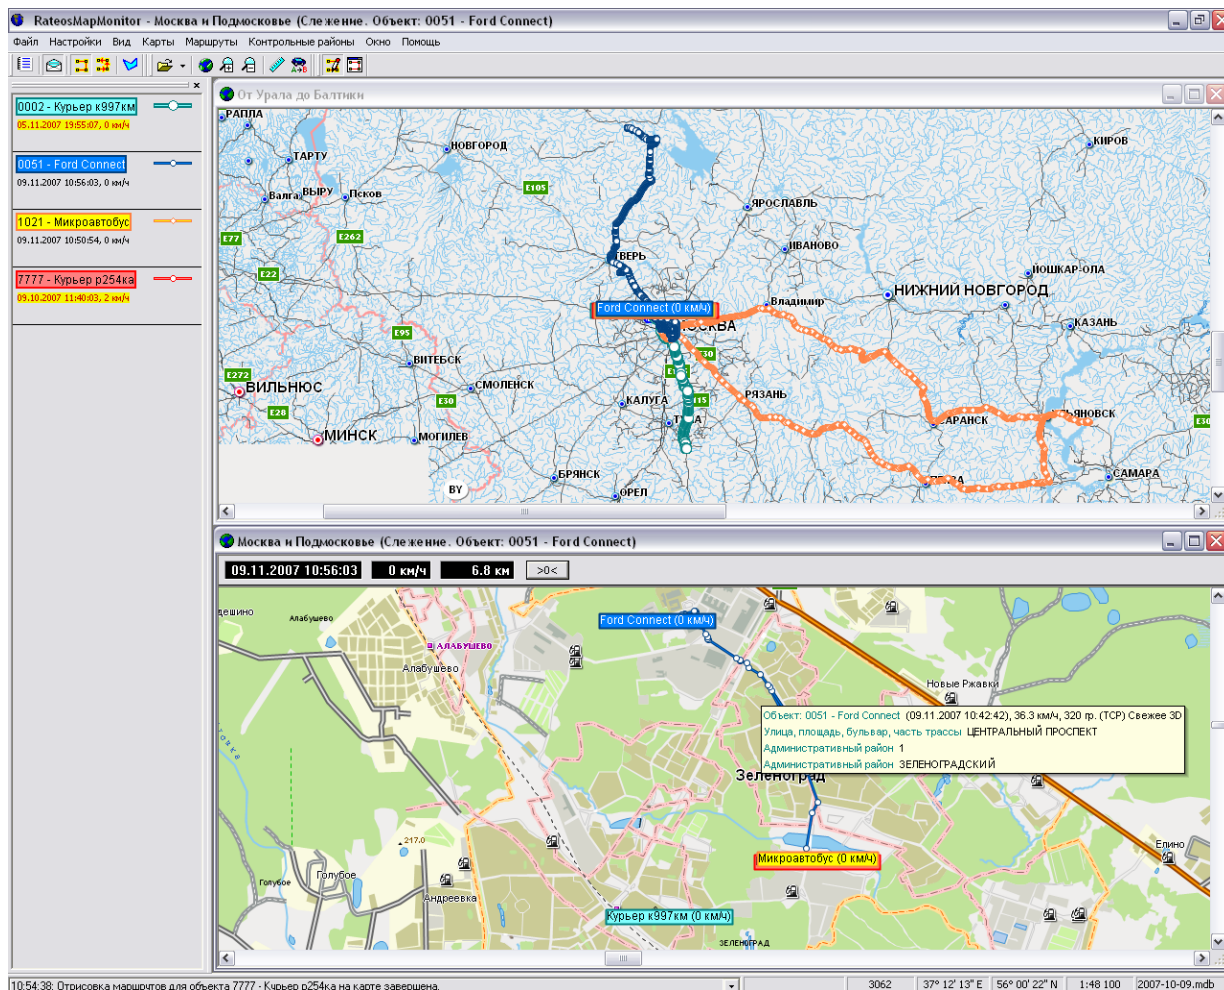 RateosMapMonitor - Москва и Подмосковье (Слежение. Объект: 0051 - Ford Connect)
Файл Настройки Вид Карты Маршруты Контрольные районы Окно Помощь
0002 - Курьер к997км
05.11.2007 19:55:07, 0 км/ч
0051 - Ford Connect
09.11.2007 10:56:03, 0 км/ч
1021 - Микроавтобус
09.11.2007 10:50:54, 0 км/ч
7777 - Курьер р254ка
09.10.2007 11:40:03, 2 км/ч
От Урала до Балтики
РАПЛА
ТАРТУ
НОВГОРОД
КИРОВ
Валга
ВЫРУ
Псков
E105
ЯРОСЛАВЛЬ
E77
E262
ИВАНОВО
ТВЕРЬ
E22
ЙОШКАР-ОЛА
НИЖНИЙ НОВГОРОД
Владимир
Ford Connect (0 км/ч)
КАЗАНЬ
E95
E30
ВИТЕБСК
E272
ВИЛЬНЮС
СМОЛЕНСК
E30
КАЛУГА
E115
РЯЗАНЬ
E28
САРАНСК
УЛЬЯНОВСК
E30
МИНСК
МОГИЛЕВ
БРЯНСК
САМАРА
BY
ОРЕЛ
Москва и Подмосковье (Слежение. Объект: 0051 - Ford Connect)
09.11.2007 10:56:03 0 км/ч 6.8 км >0<
дешино
Алабушево
Ford Connect (0 км/ч)
АЛАБУШЕВО
Алабушево
Новые Ржавки
Объект: 0051 - Ford Connect (09.11.2007 10:42:42), 36.3 км/ч, 320 гр. (TCP) Свежее 3D
Улица, площадь, бульвар, часть трассы ЦЕНТРАЛЬНЫЙ ПРОСПЕКТ
Административный район 1
Административный район ЗЕЛЕНОГРАДСКИЙ
Зеленоград
217.0
Елино
Микроавтобус (0 км/ч)
Голубое
Голубое
Андреевка
Курьер к997км (0 км/ч)
ЗЕЛЕНОГРАД
10:54:38: Отрисовка маршрутов для объекта 7777 - Курьер р254ка на карте завершена. 3062 37° 12' 13" E 56° 00' 22" N 1:48 100 2007-10-09.mdb